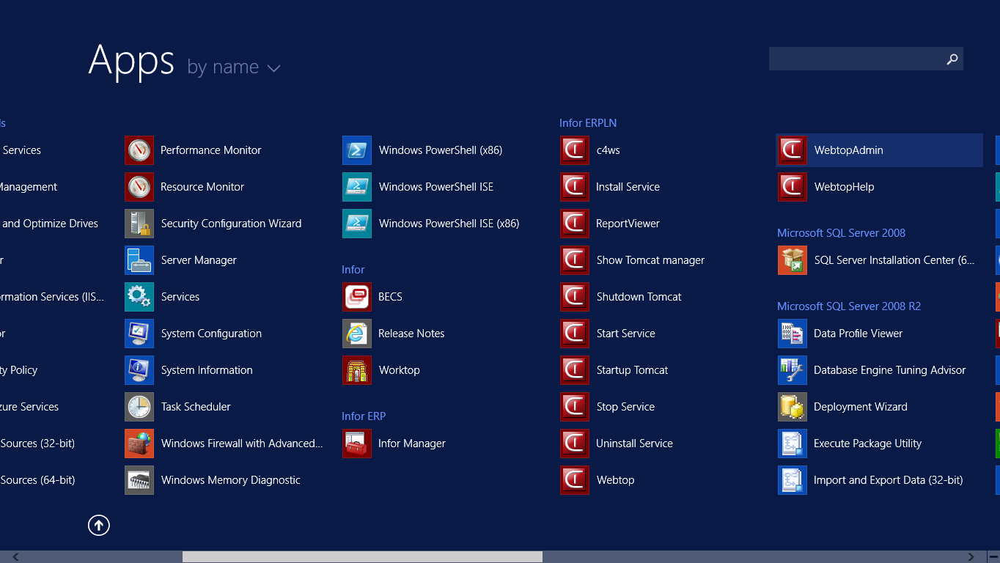 Apps by name
ls
Services
Management
and Optimize Drives
r
ormation Services (IIS...
or
ty Policy
zure Services
Sources (32-bit)
Sources (64-bit)
Performance Monitor
Resource Monitor
Security Configuration Wizard
Server Manager
Services
System Configuration
System Information
Task Scheduler
Windows Firewall with Advanced...
Windows Memory Diagnostic
Windows PowerShell (x86)
Windows PowerShell ISE
Windows PowerShell ISE (x86)
Infor
BECS
Release Notes
Worktop
Infor ERP
Infor Manager
Infor ERPLN
c4ws
Install Service
ReportViewer
Show Tomcat manager
Shutdown Tomcat
Start Service
Startup Tomcat
Stop Service
Uninstall Service
Webtop
WebtopAdmin
WebtopHelp
Microsoft SQL Server 2008
SQL Server Installation Center (6...
Microsoft SQL Server 2008 R2
Data Profile Viewer
Database Engine Tuning Advisor
Deployment Wizard
Execute Package Utility
Import and Export Data (32-bit)